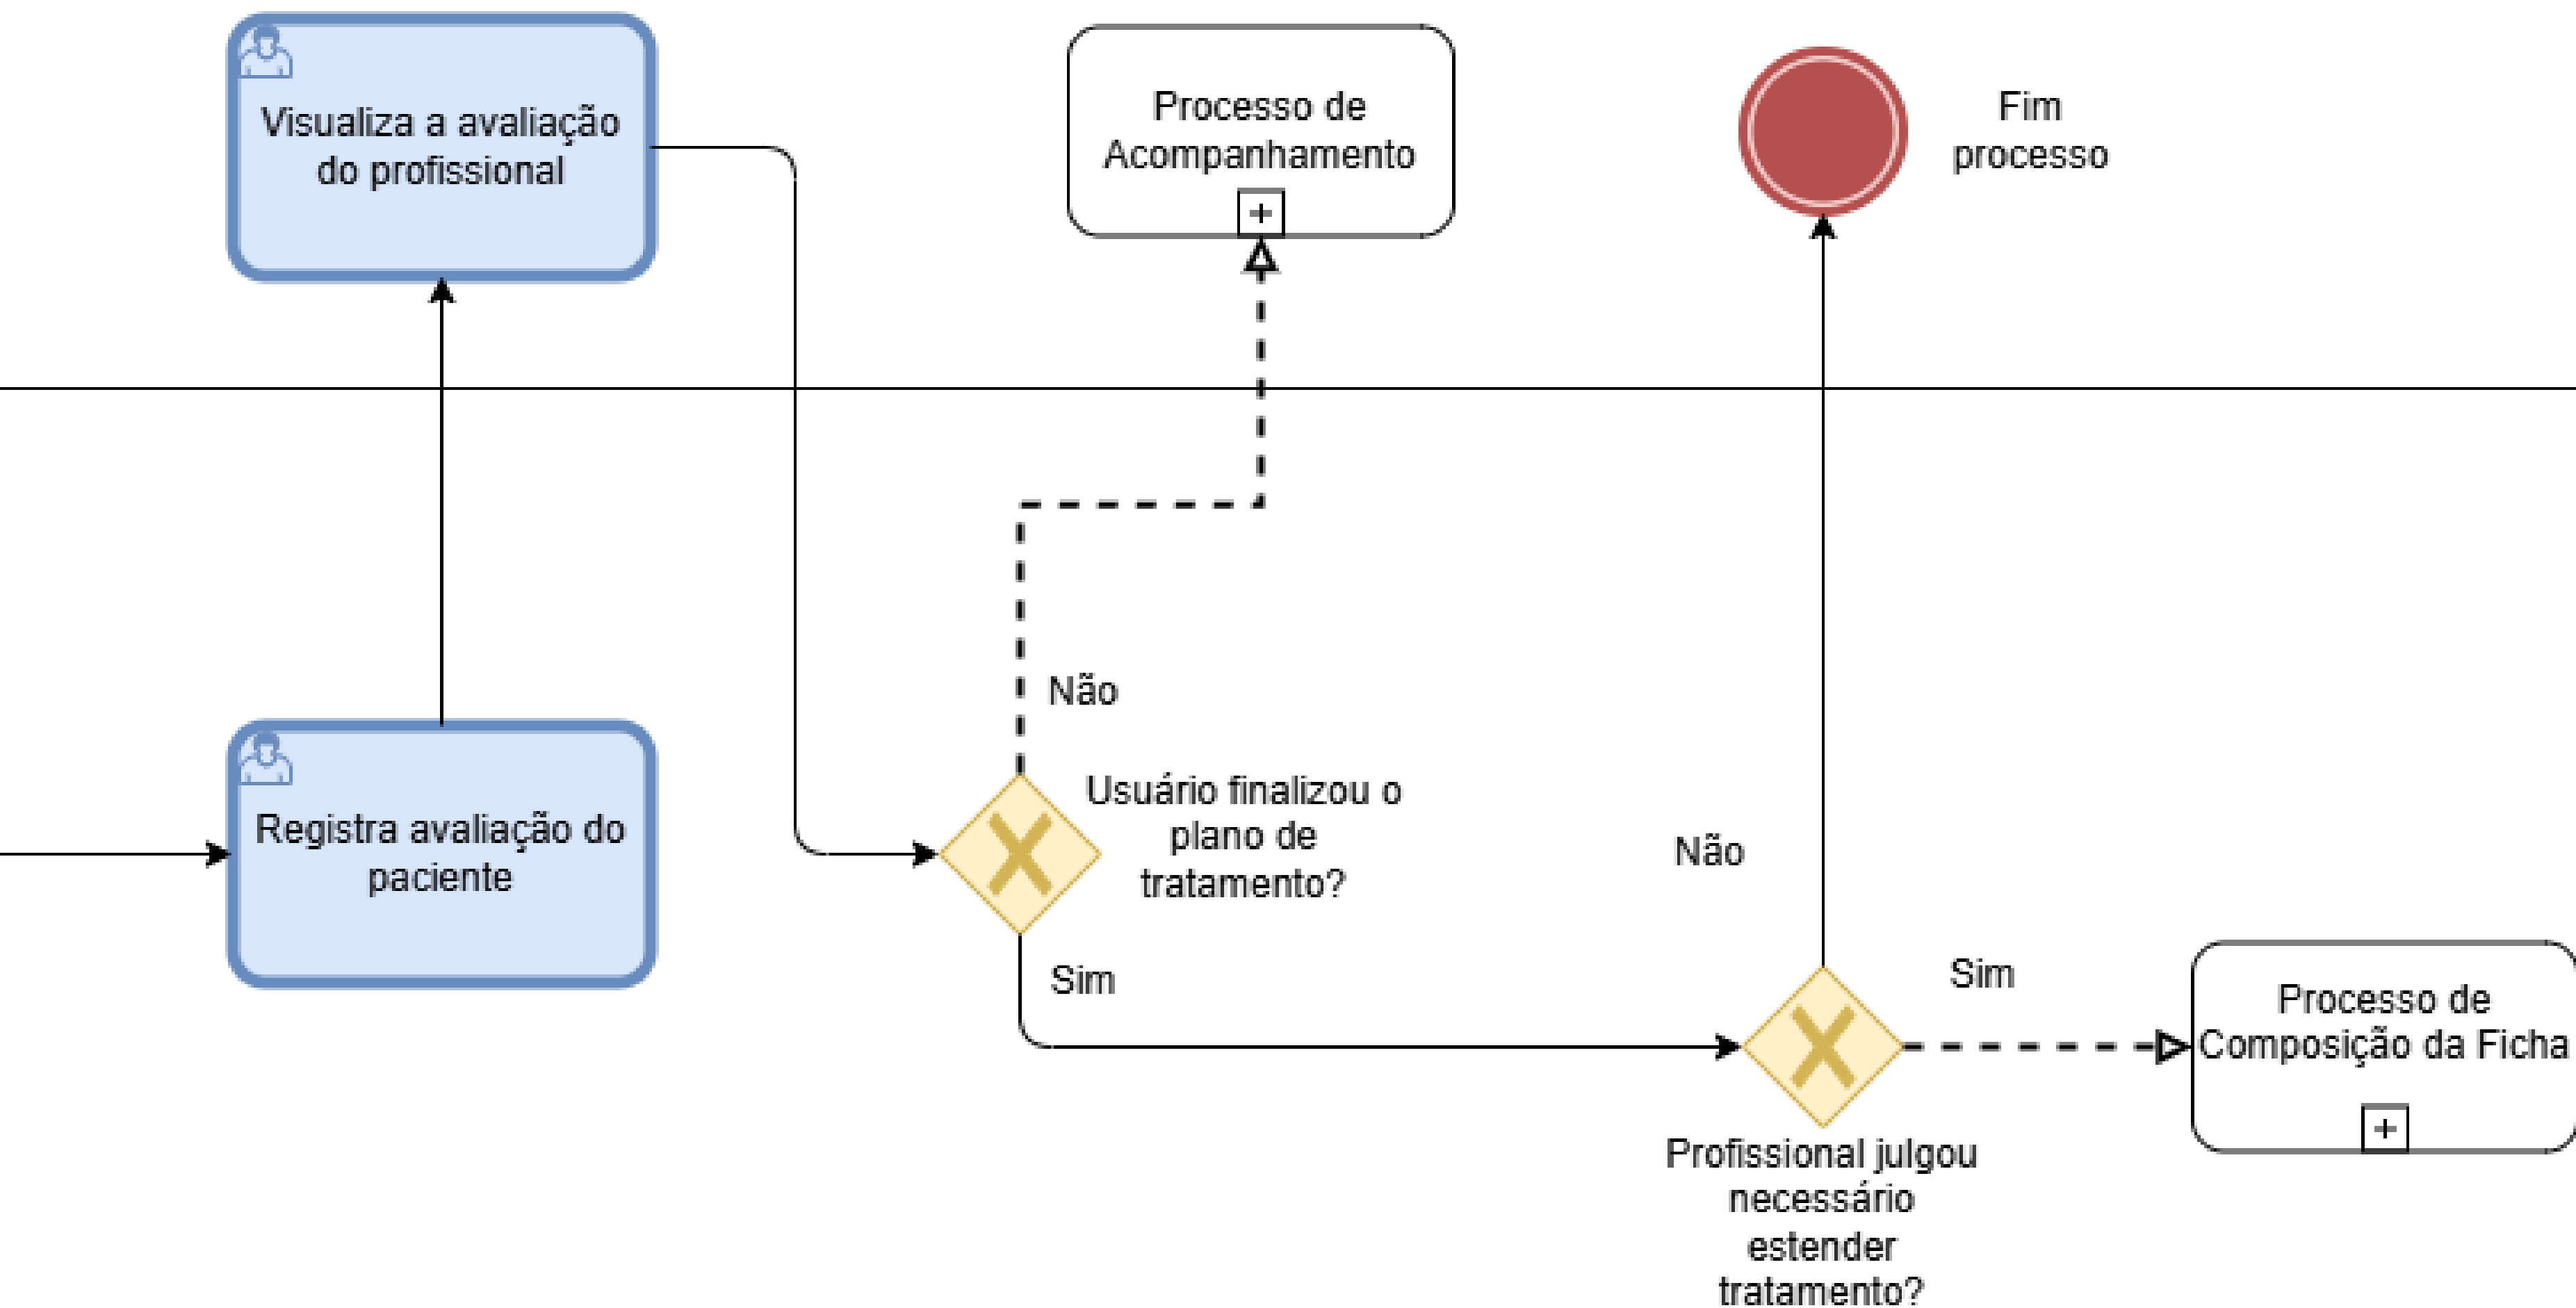 Visualiza a avaliação
do profissional
Processo de
Acompanhamento
Fim
processo
Não
Registra avaliação do
paciente
Usuário finalizou o
plano de
tratamento?
Não
Sim
Sim
Processo de
Composição da Ficha
Profissional julgou
necessário
estender
tratamento?